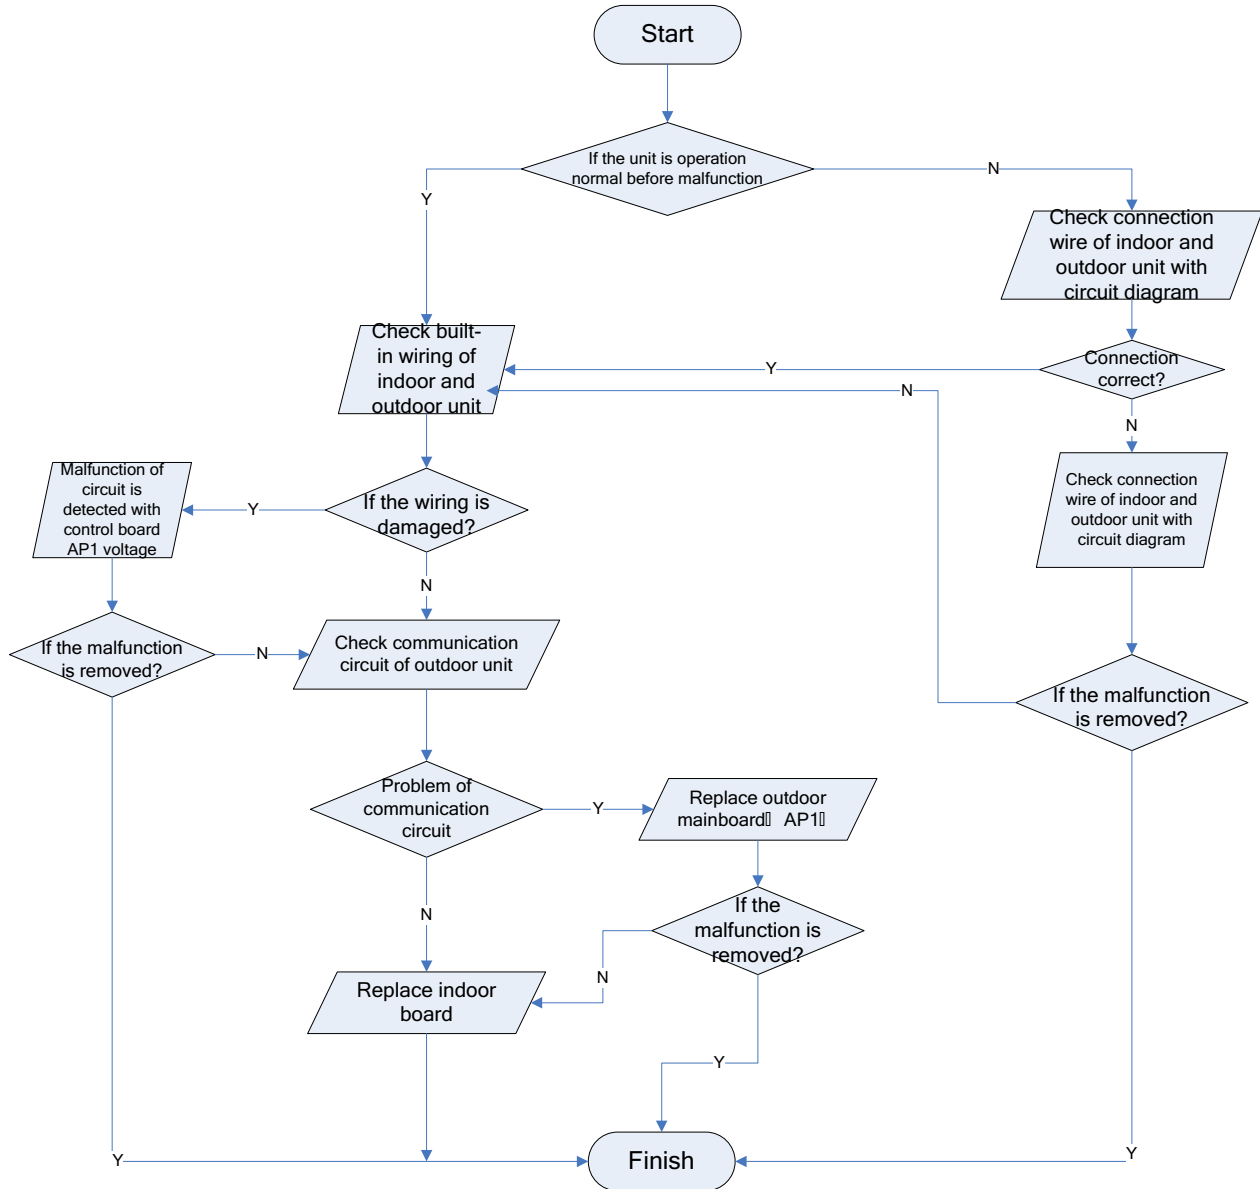 Start
If the unit is operation
normal before malfunction
N
Y
Check connection
wire of indoor and
outdoor unit with
circuit diagram
Check built-
in wiring of
indoor and
outdoor unit
Y
Connection
correct?
N
N
Malfunction of
circuit is
detected with
control board
AP1 voltage
Y
If the wiring is
damaged?
Check connection
wire of indoor and
outdoor unit with
circuit diagram
N
If the malfunction
is removed?
N
Check communication
circuit of outdoor unit
If the malfunction
is removed?
Problem of
communication
circuit
Y
Replace outdoor
mainboard▯ AP1▯
N
If the
malfunction is
removed?
N
Replace indoor
board
Y
Y
Finish
Y